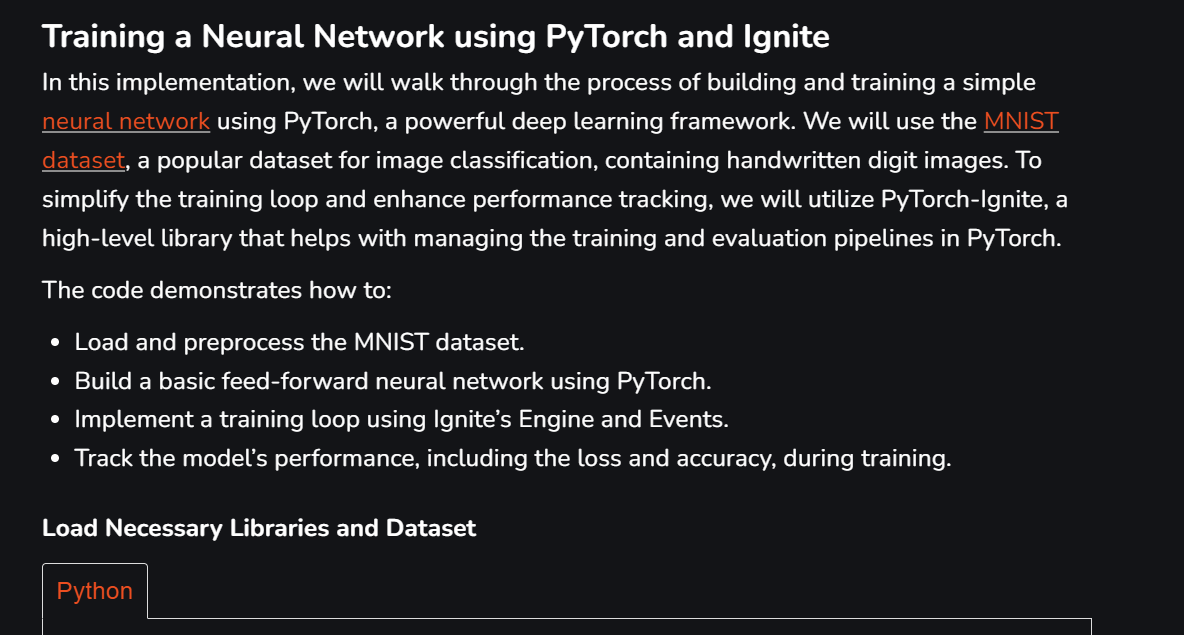 Training a Neural Network using PyTorch and Ignite
In this implementation, we will walk through the process of building and training a simple
neural network using PyTorch, a powerful deep learning framework. We will use the MNIST
dataset, a popular dataset for image classification, containing handwritten digit images. To
simplify the training loop and enhance performance tracking, we will utilize PyTorch-Ignite, a
high-level library that helps with managing the training and evaluation pipelines in PyTorch.
The code demonstrates how to:
• Load and preprocess the MNIST dataset.
• Build a basic feed-forward neural network using PyTorch.
• Implement a training loop using Ignite’s Engine and Events.
• Track the model’s performance, including the loss and accuracy, during training.
Load Necessary Libraries and Dataset
Python